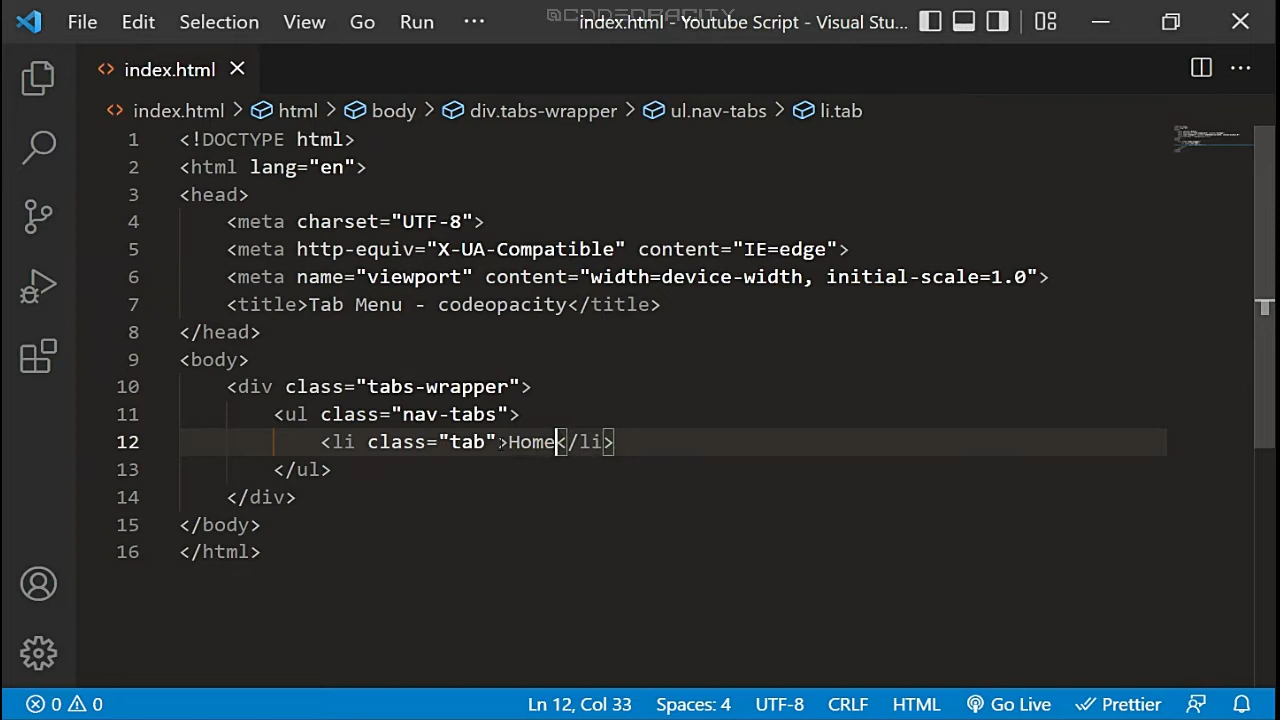 File Edit Selection View Go Run ··· @CODEOPACITY index.html - Youtube Script - Visual Stu...
index.html
index.html > html > body > div.tabs-wrapper > ul.nav-tabs > li.tab
1 <!DOCTYPE html>
2 <html lang="en">
3 <head>
4 <meta charset="UTF-8">
5 <meta http-equiv="X-UA-Compatible" content="IE=edge">
6 <meta name="viewport" content="width=device-width, initial-scale=1.0">
7 <title>Tab Menu - codeopacity</title>
8 </head>
9 <body>
10 <div class="tabs-wrapper">
11 <ul class="nav-tabs">
12 <li class="tab">Home</li>
13 </ul>
14 </div>
15 </body>
16 </html>
0 0 Ln 12, Col 33 Spaces: 4 UTF-8 CRLF HTML Go Live Prettier